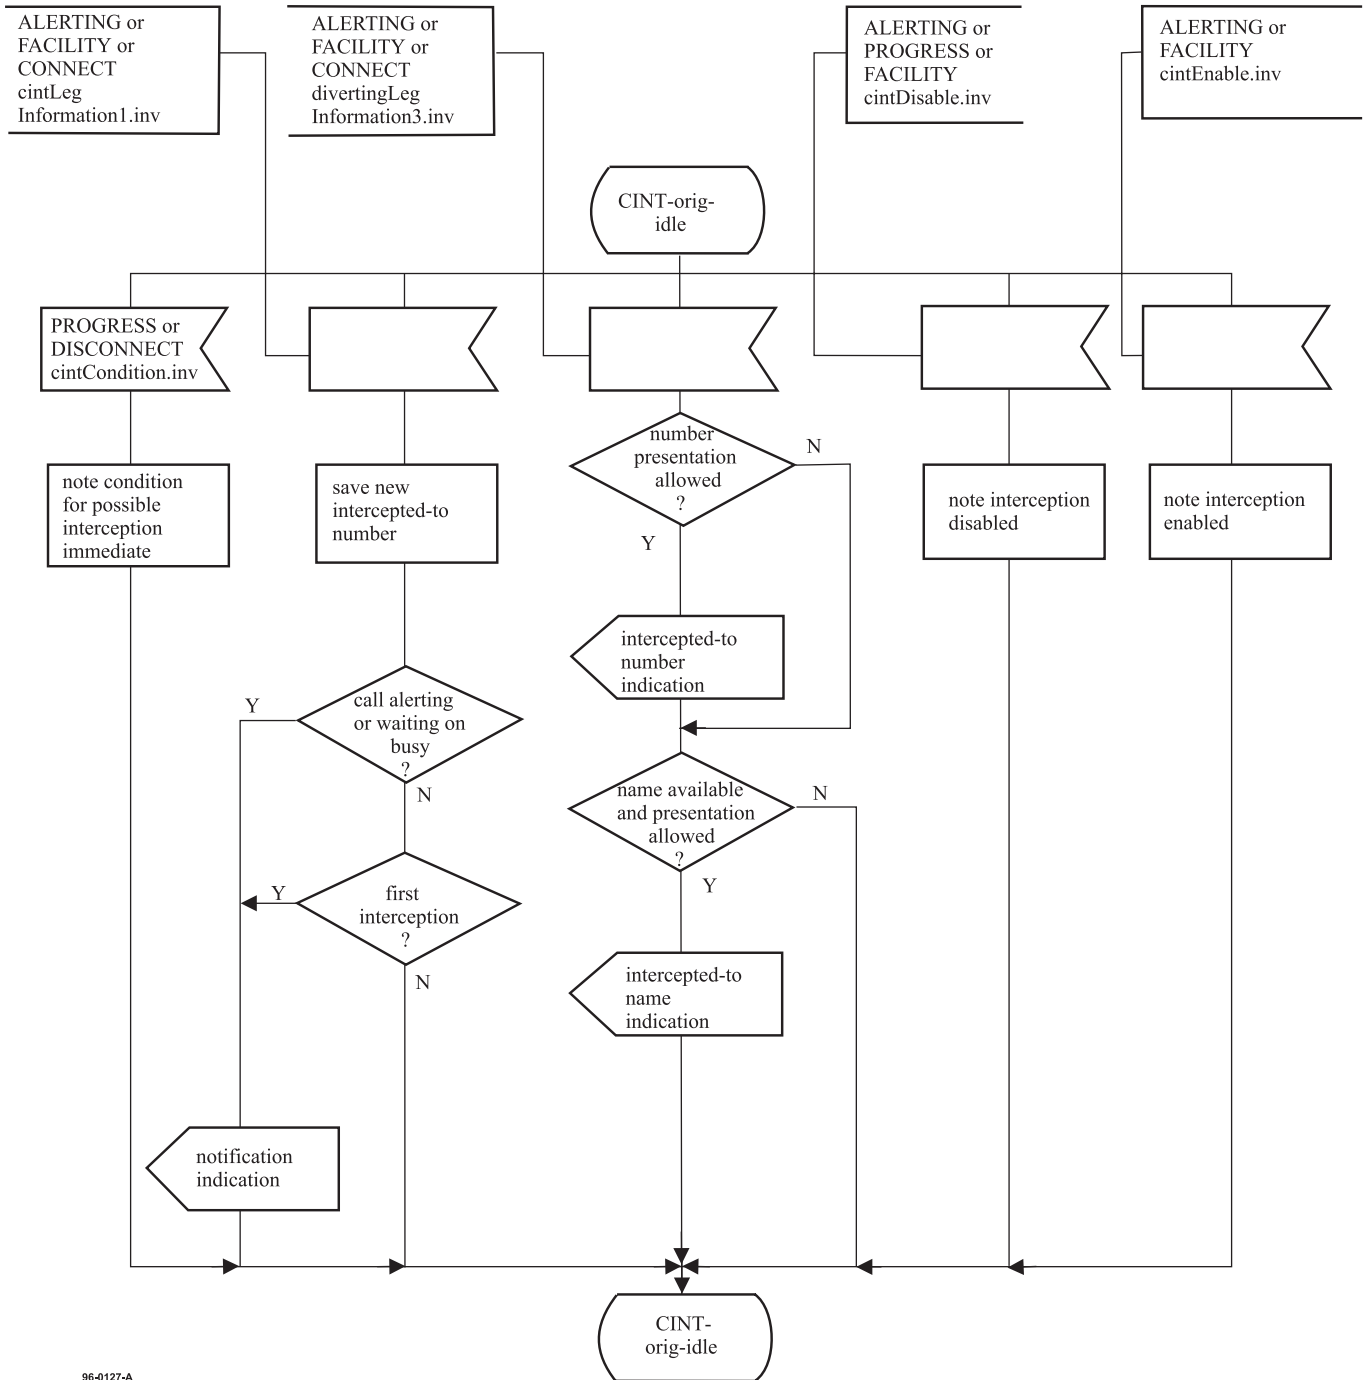 ALERTING or
FACILITY or
CONNECT
cintLeg
Information1.inv
ALERTING or
FACILITY or
CONNECT
divertingLeg
Information3.inv
ALERTING or
PROGRESS or
FACILITY
cintDisable.inv
ALERTING or
FACILITY
cintEnable.inv
CINT-orig-
idle
PROGRESS or
DISCONNECT
cintCondition.inv
note condition
for possible
interception
immediate
save new
intercepted-to
number
number
presentation
allowed
?
N
Y
note interception
disabled
note interception
enabled
intercepted-to
number
indication
Y
call alerting
or waiting on
busy
?
N
name available
and presentation
allowed
?
N
Y
Y
first
interception
?
N
intercepted-to
name
indication
notification
indication
CINT-
orig-idle
96-0127-A